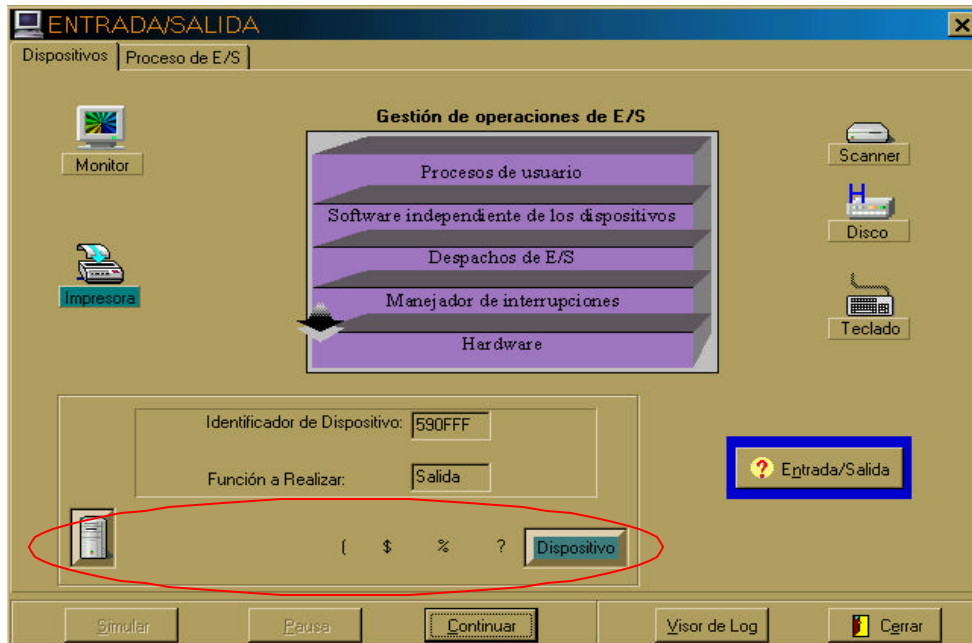 ENTRADA/SALIDA
Dispositivos
Proceso de E/S
Gestión de operaciones de E/S
Monitor
Impresora
Procesos de usuario
Software independiente de los dispositivos
Despachos de E/S
Manejador de interrupciones
Hardware
Scanner
H
Disco
Teclado
Identificador de Dispositivo: 590FFF
Función a Realizar: Salida
? Entrada/Salida
( $ % ? Dispositivo
Simular
Pausa
Continuar
Visor de Log
Cerrar